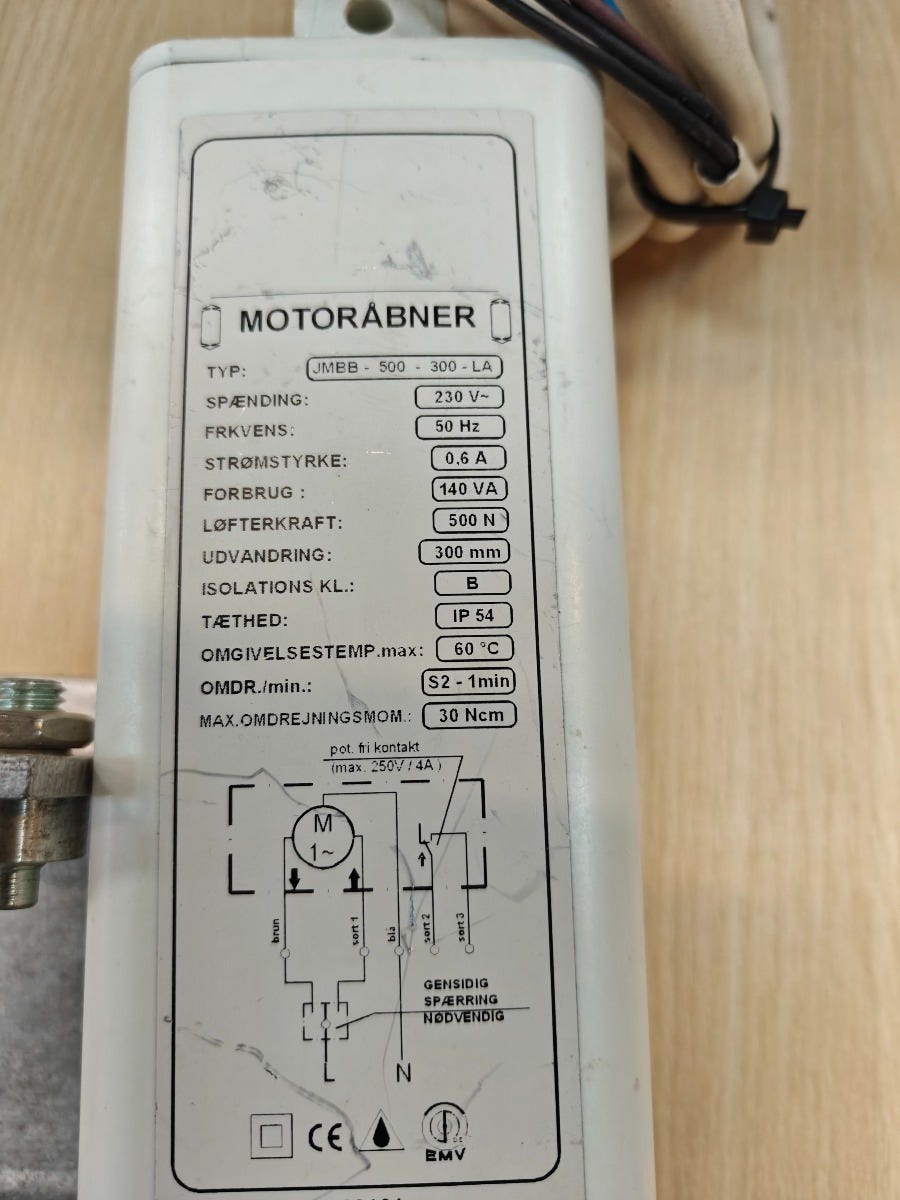 MOTORÅBNER
TYP: JMBB - 500 - 300 - LA
SPÆNDING: 230 V~
FRKVENS: 50 Hz
STRØMSTYRKE: 0,6 A
FORBRUG : 140 VA
LØFTERKRAFT: 500 N
UDVANDRING: 300 mm
ISOLATIONS KL.: B
TÆTHED: IP 54
OMGIVELSESTEMP.max: 60 °C
OMDR./min.: S2 - 1min
MAX.OMDREJNINGSMOM.: 30 Ncm
pot. fri kontakt
(max. 250V / 4A )
M
1~
brun
sort 1
blå
sort 2
sort 3
GENSIDIG
SPÆRRING
NØDVENDIG
L N
CE
EMV